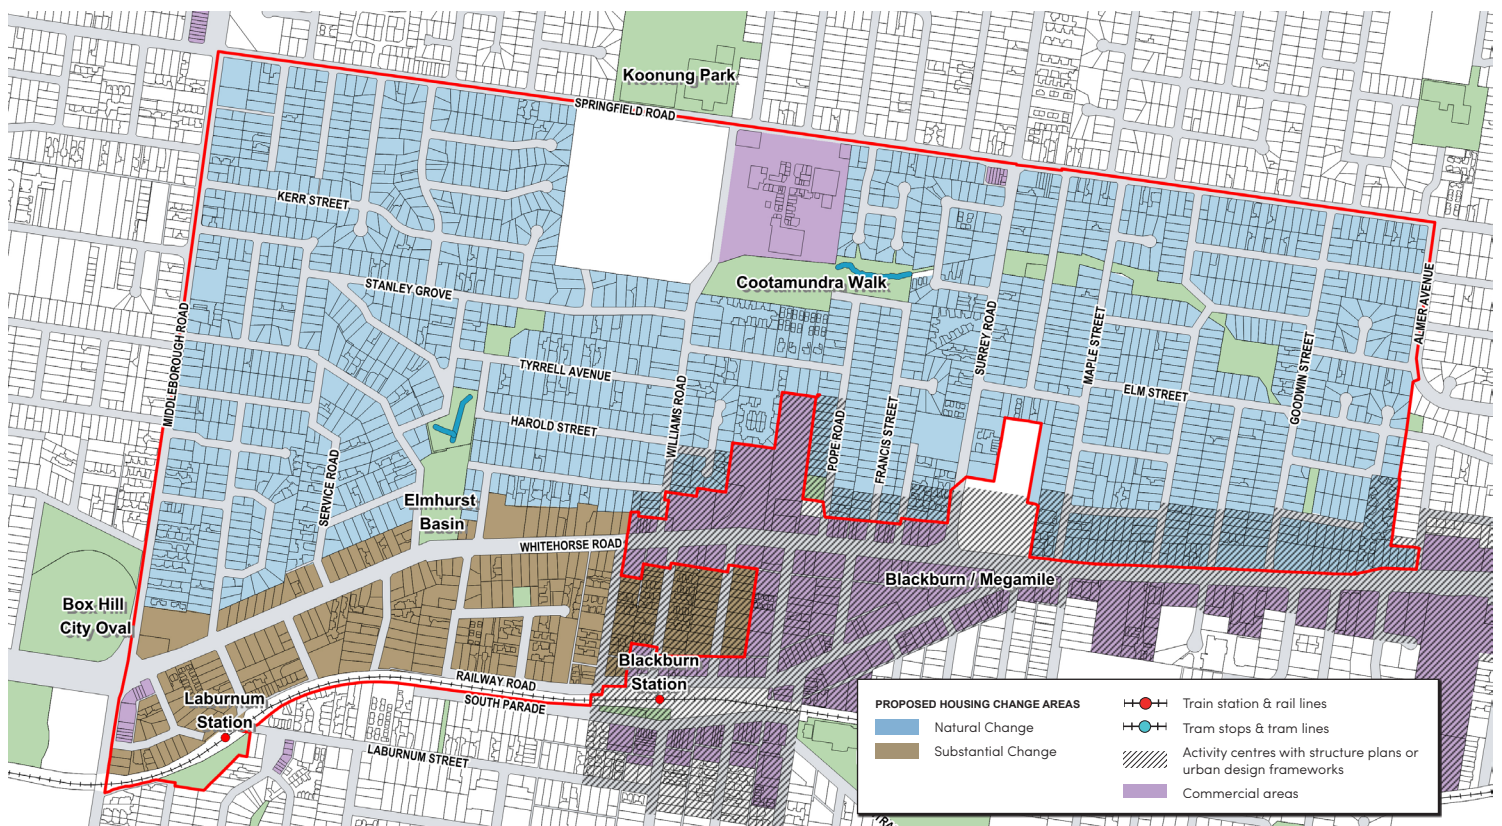 Koonung Park
SPRINGFIELD ROAD
KERR STREET
STANLEY GROVE
Cootamundra Walk
MIDDLEBOROUGH ROAD
TYRRELL AVENUE
HAROLD STREET
WILLIAMS ROAD
POPE ROAD
FRANCIS STREET
SURREY ROAD
MAPLE STREET
ELM STREET
GOODWIN STREET
ALMER AVENUE
SERVICE ROAD
Elmhurst
Basin
WHITEHORSE ROAD
Blackburn / Megamile
Box Hill
City Oval
Blackburn
Station
RAILWAY ROAD
SOUTH PARADE
Laburnum
Station
LABURNUM STREET
PROPOSED HOUSING CHANGE AREAS
Natural Change
Substantial Change
Train station & rail lines
Tram stops & tram lines
Activity centres with structure plans or
urban design frameworks
Commercial areas